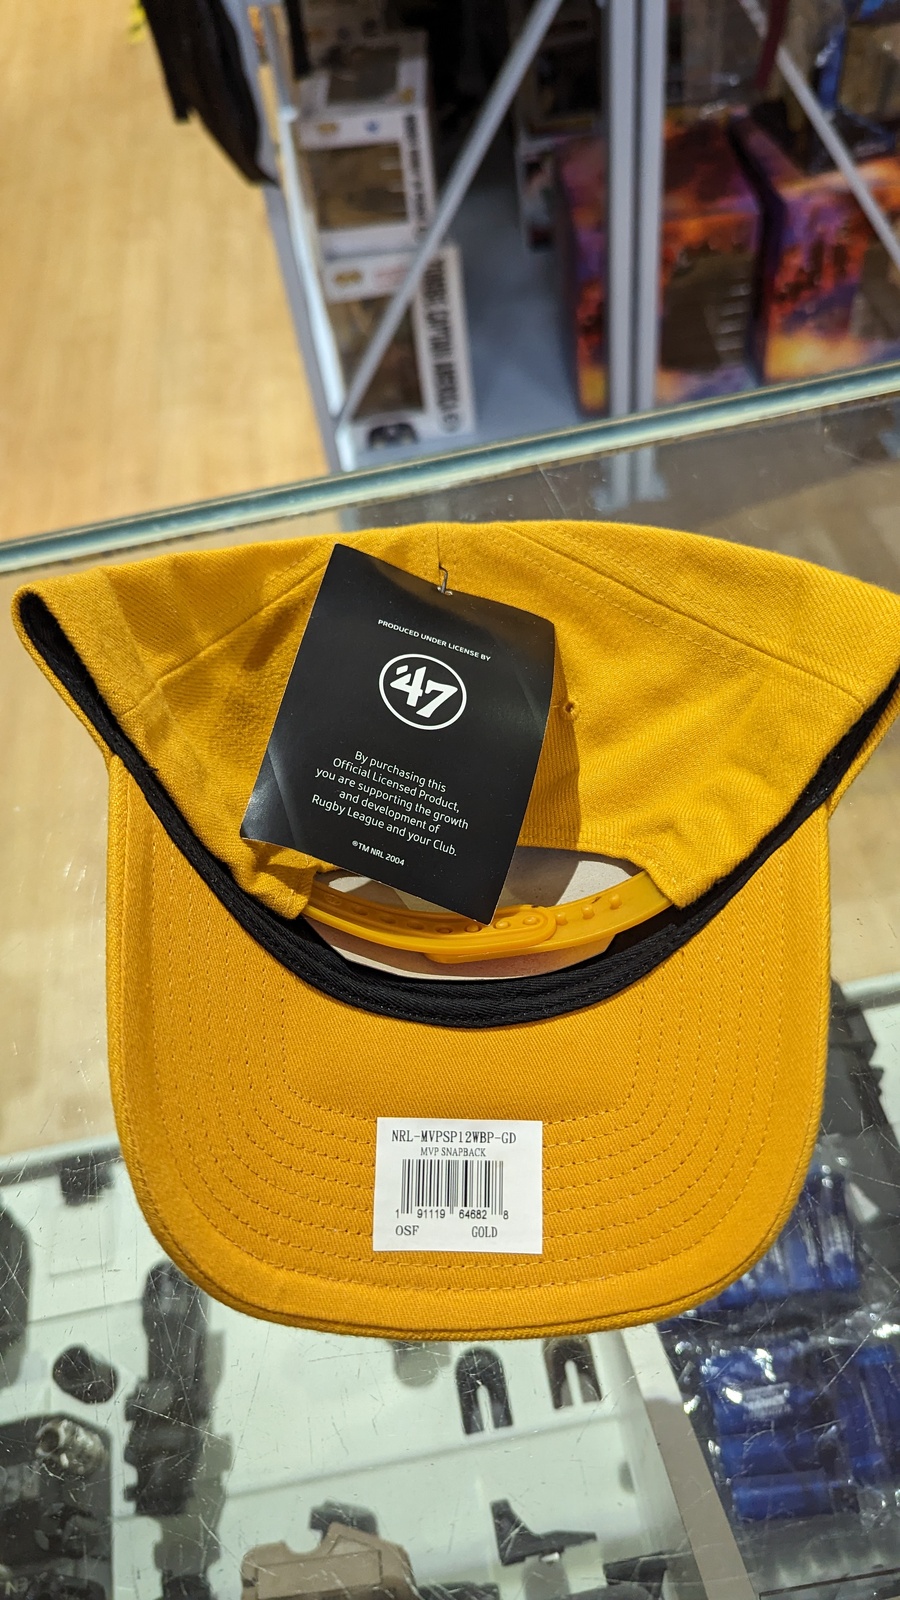 CAPTAIN AMERICA
PRODUCED UNDER LICENSE BY
'47
By purchasing this
Official Licensed Product,
you are supporting the growth
and development of
Rugby League and your Club.
®TM NRL 2004
NRL-MVPSP12WBP-GD
MVP SNAPBACK
1 91119 64682 8
OSF GOLD